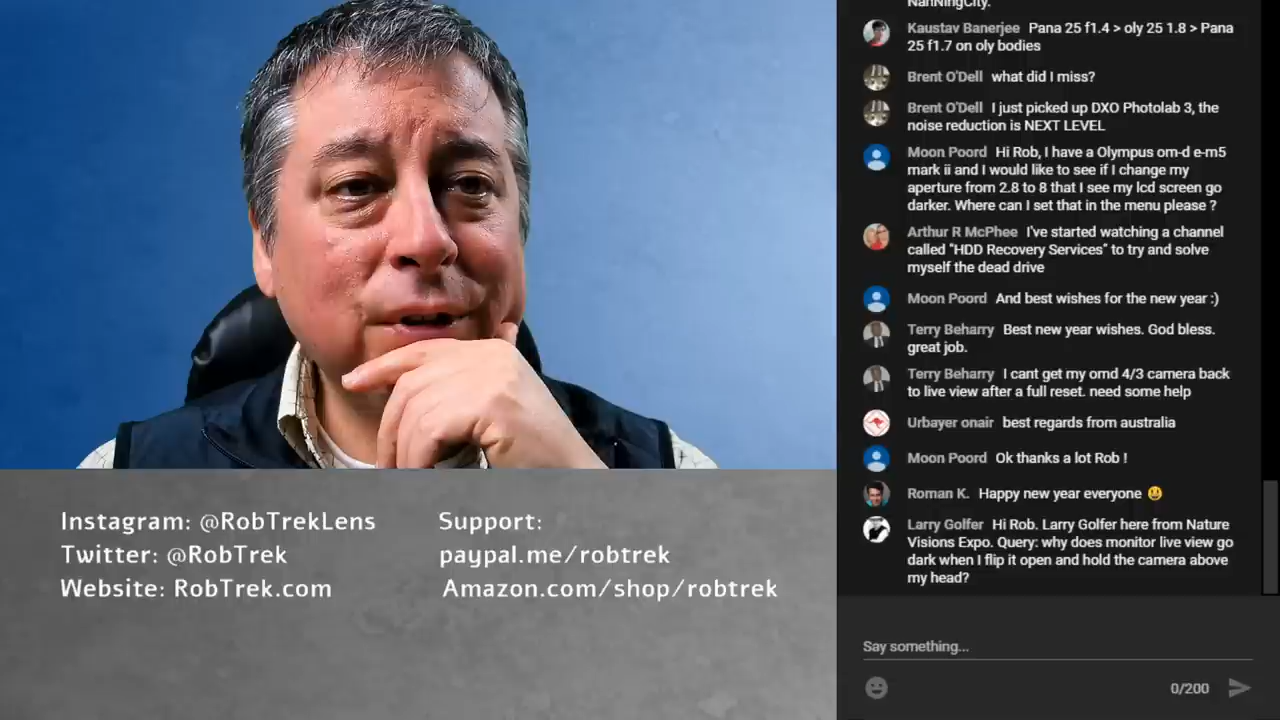 Instagram: @RobTrekLens
Twitter: @RobTrek
Website: RobTrek.com
Support:
paypal.me/robtrek
Amazon.com/shop/robtrek
NanNingCity.
Kaustav Banerjee Pana 25 f1.4 > oly 25 1.8 > Pana
25 f1.7 on oly bodies
Brent O'Dell what did I miss?
Brent O'Dell I just picked up DXO Photolab 3, the
noise reduction is NEXT LEVEL
Moon Poord Hi Rob, I have a Olympus om-d e-m5
mark ii and I would like to see if I change my
aperture from 2.8 to 8 that I see my lcd screen go
darker. Where can I set that in the menu please ?
Arthur R McPhee I've started watching a channel
called "HDD Recovery Services" to try and solve
myself the dead drive
Moon Poord And best wishes for the new year :)
Terry Beharry Best new year wishes. God bless.
great job.
Terry Beharry I cant get my omd 4/3 camera back
to live view after a full reset. need some help
Urbayer onair best regards from australia
Moon Poord Ok thanks a lot Rob !
Roman K. Happy new year everyone 😃
Larry Golfer Hi Rob. Larry Golfer here from Nature
Visions Expo. Query: why does monitor live view go
dark when I flip it open and hold the camera above
my head?
Say something...
0/200